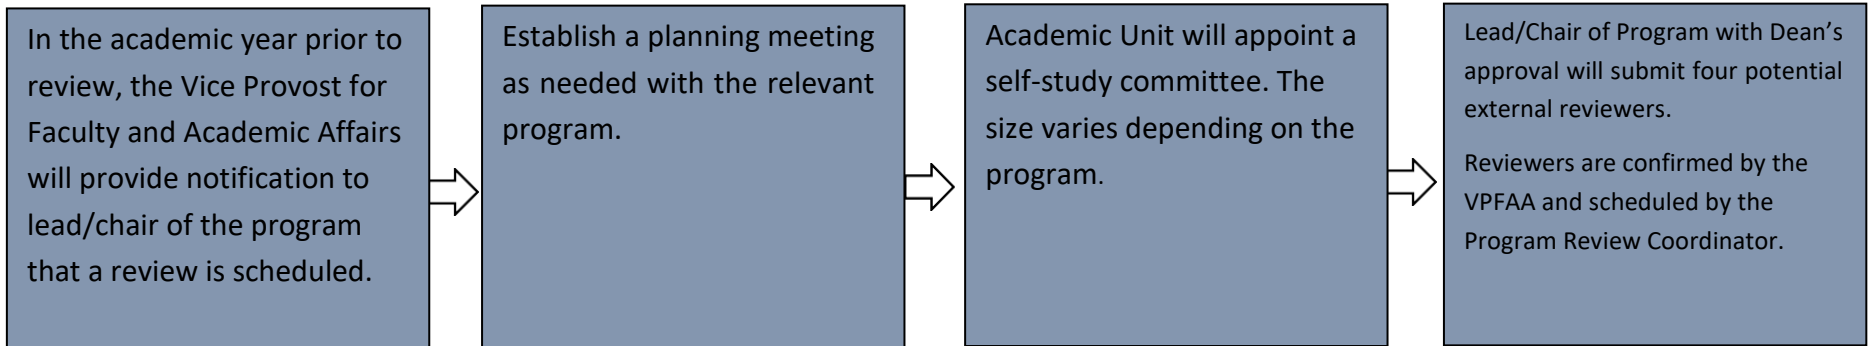 In the academic year prior to
review, the Vice Provost for
Faculty and Academic Affairs
will provide notification to
lead/chair of the program
that a review is scheduled.
Establish a planning meeting
as needed with the relevant
program.
Academic Unit will appoint a
self-study committee. The
size varies depending on the
program.
Lead/Chair of Program with Dean’s
approval will submit four potential
external reviewers.
Reviewers are confirmed by the
VPFAA and scheduled by the
Program Review Coordinator.